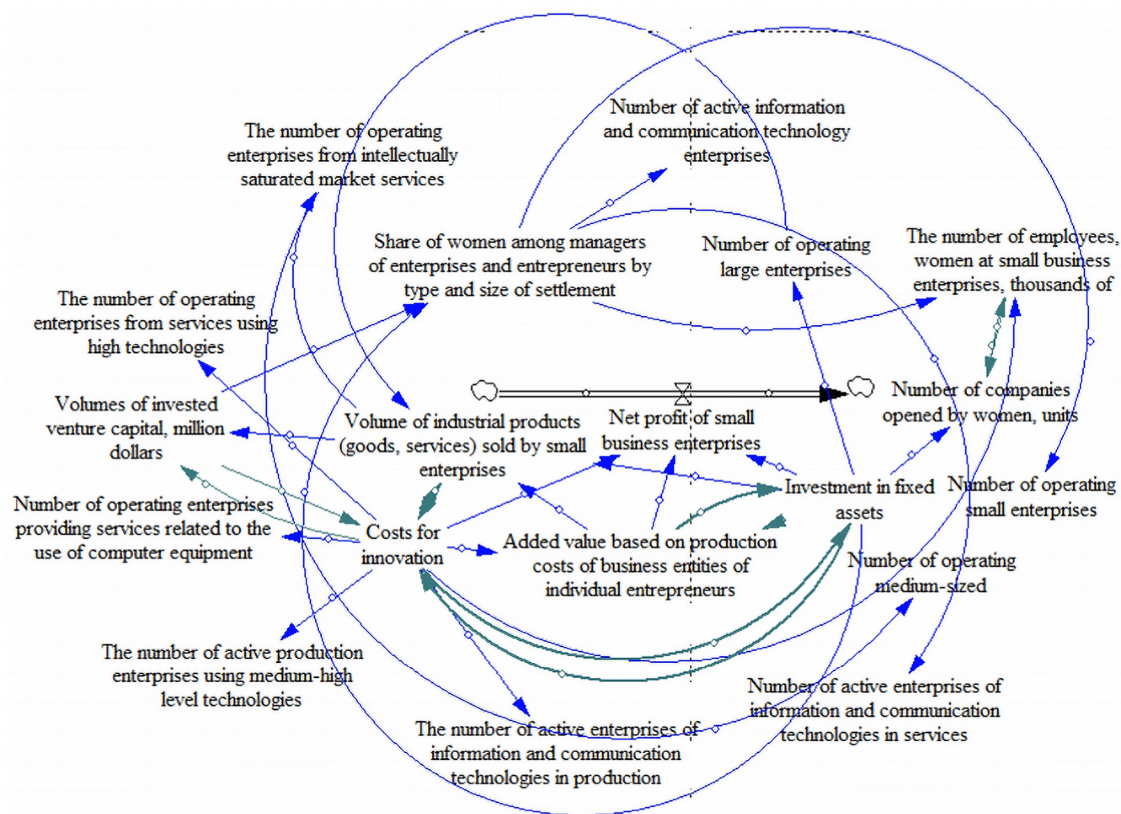 Number of active information
and communication technology
enterprises
The number of operating
enterprises from intellectually
saturated market services
Share of women among managers
of enterprises and entrepreneurs by
type and size of settlement
Number of operating
large enterprises
The number of employees,
women at small business
enterprises, thousands of
The number of operating
enterprises from services using
high technologies
Volumes of invested
venture capital, million
dollars
Volume of industrial products
(goods, services) sold by small
enterprises
Net profit of small
business enterprises
Number of companies
opened by women, units
Number of operating enterprises
providing services related to the
use of computer equipment
Costs for
innovation
Added value based on production
costs of business entities of
individual entrepreneurs
Investment in fixed
assets
Number of operating
small enterprises
Number of operating
medium-sized
The number of active production
enterprises using medium-high
level technologies
The number of active enterprises of
information and communication
technologies in production
Number of active enterprises of
information and communication
technologies in services